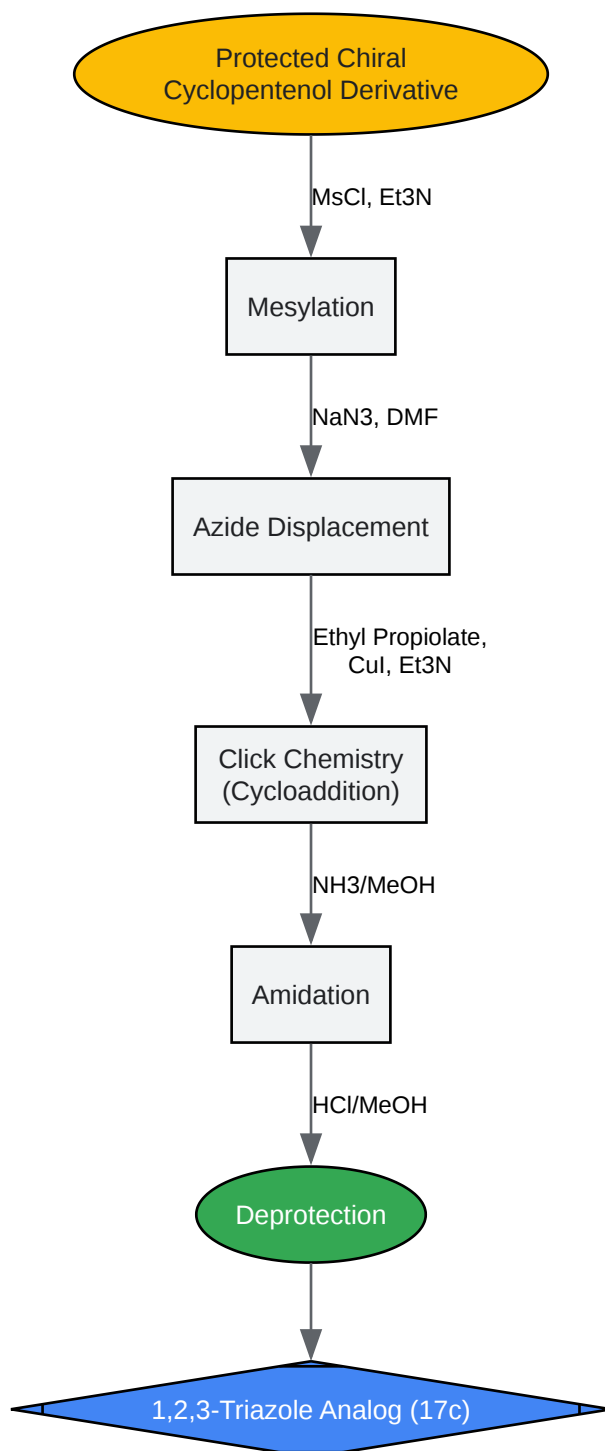 Protected Chiral
Cyclopentenol Derivative
MsCl, Et3N
Mesylation
NaN3, DMF
Azide Displacement
Ethyl Propiolate,
CuI, Et3N
Click Chemistry
(Cycloaddition)
NH3/MeOH
Amidation
HCl/MeOH
Deprotection
1,2,3-Triazole Analog (17c)